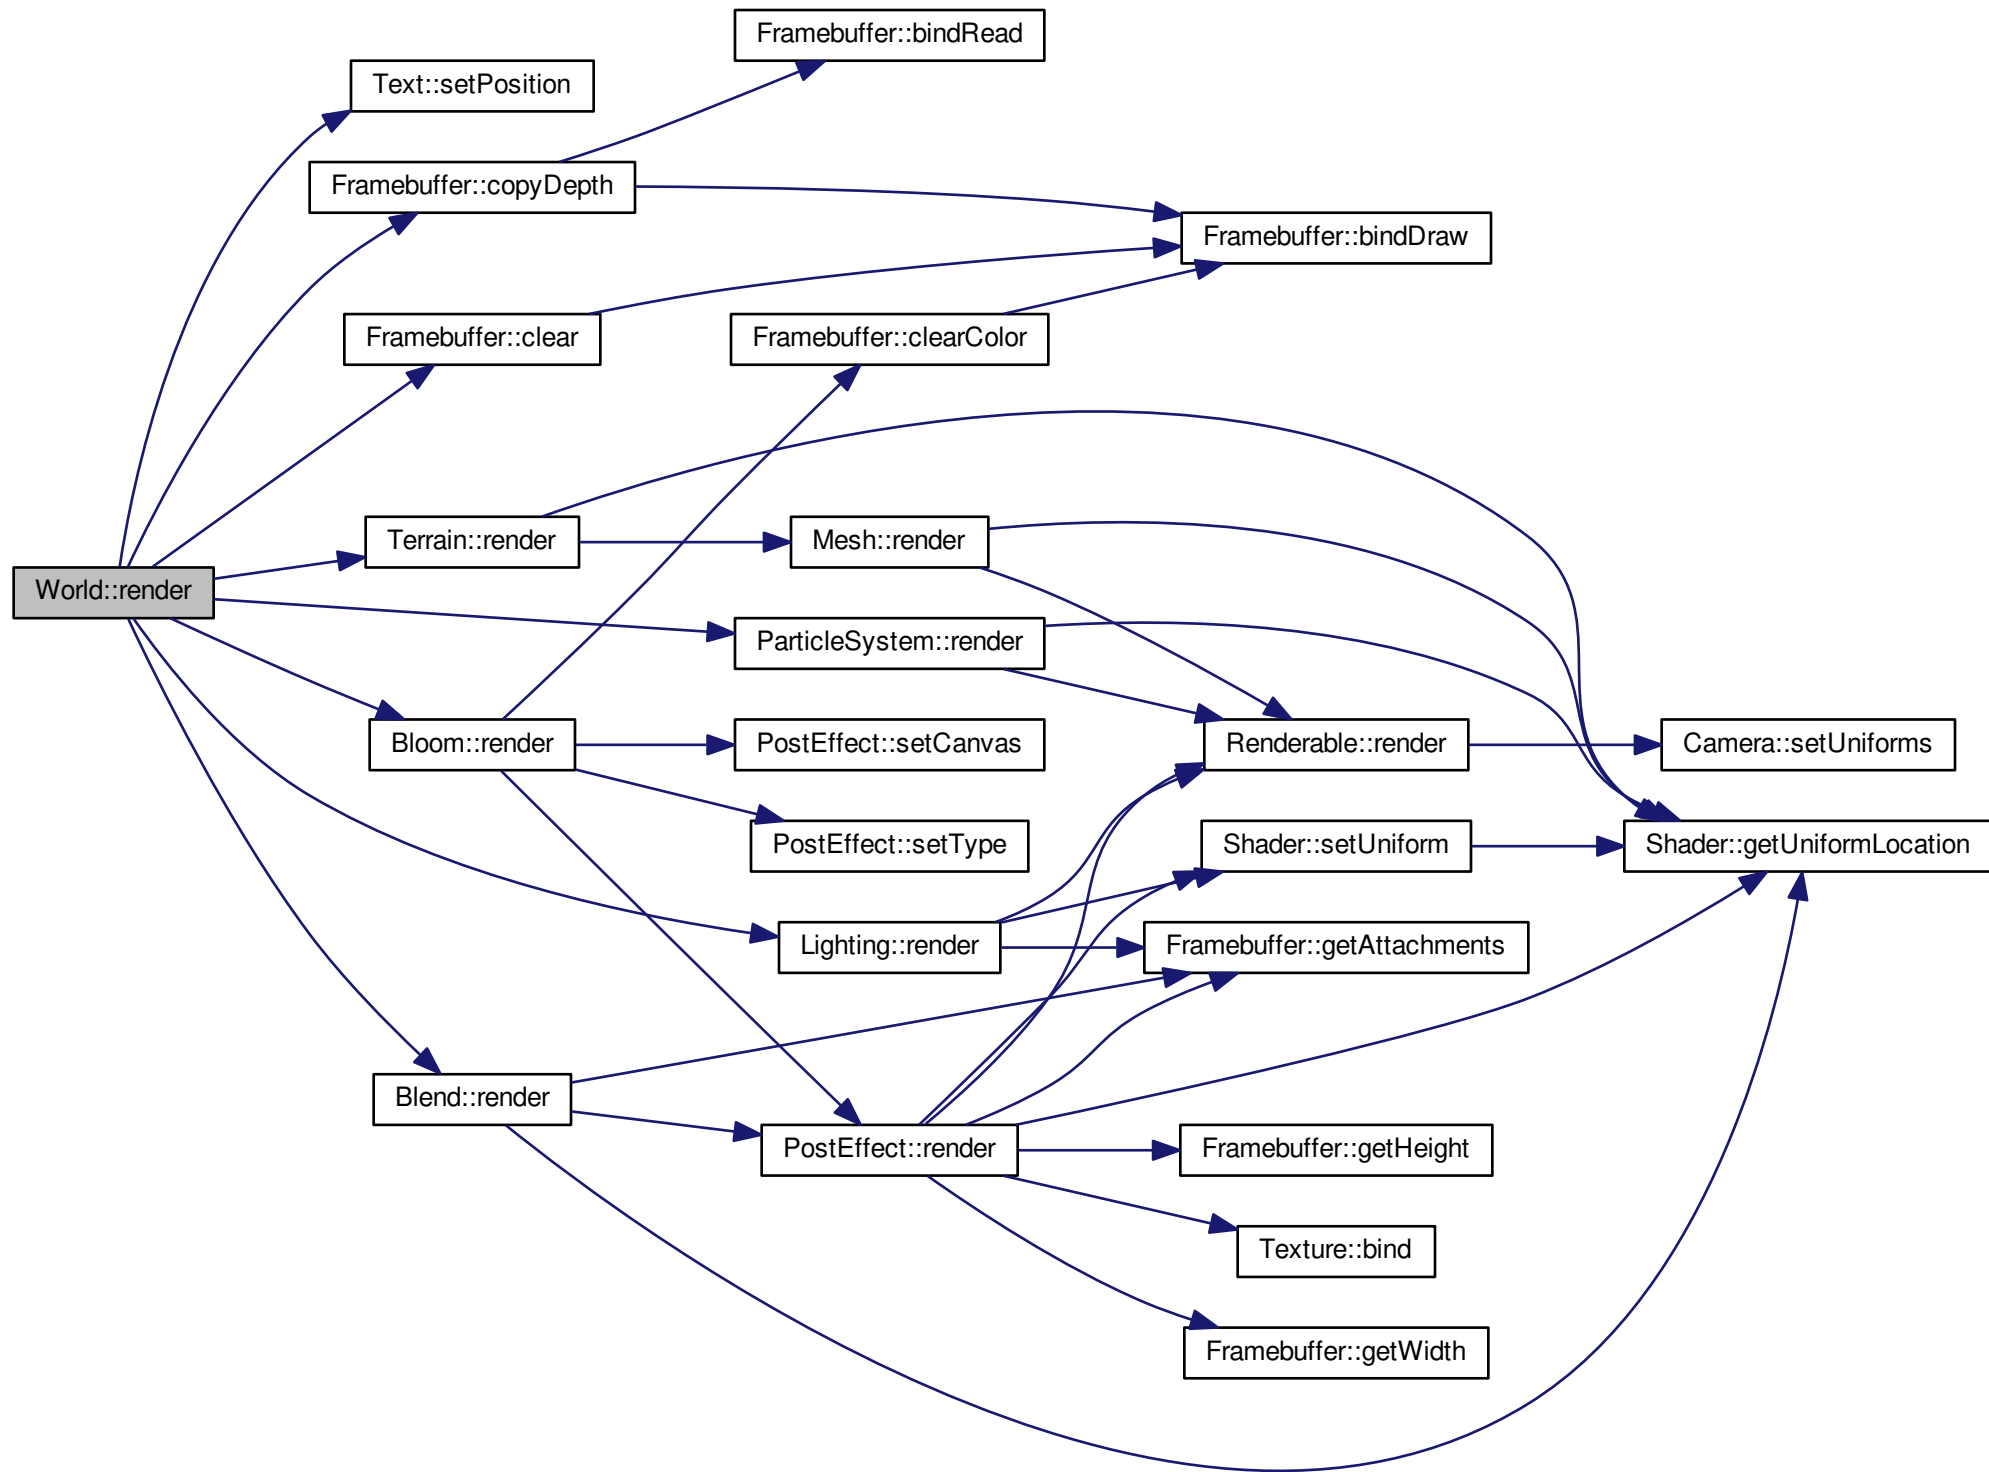 Framebuffer::bindRead
Text::setPosition
Framebuffer::copyDepth
Framebuffer::bindDraw
Framebuffer::clear
Framebuffer::clearColor
Terrain::render
Mesh::render
World::render
ParticleSystem::render
Bloom::render
PostEffect::setCanvas
Renderable::render
Camera::setUniforms
PostEffect::setType
Shader::setUniform
Shader::getUniformLocation
Lighting::render
Framebuffer::getAttachments
Blend::render
PostEffect::render
Framebuffer::getHeight
Texture::bind
Framebuffer::getWidth